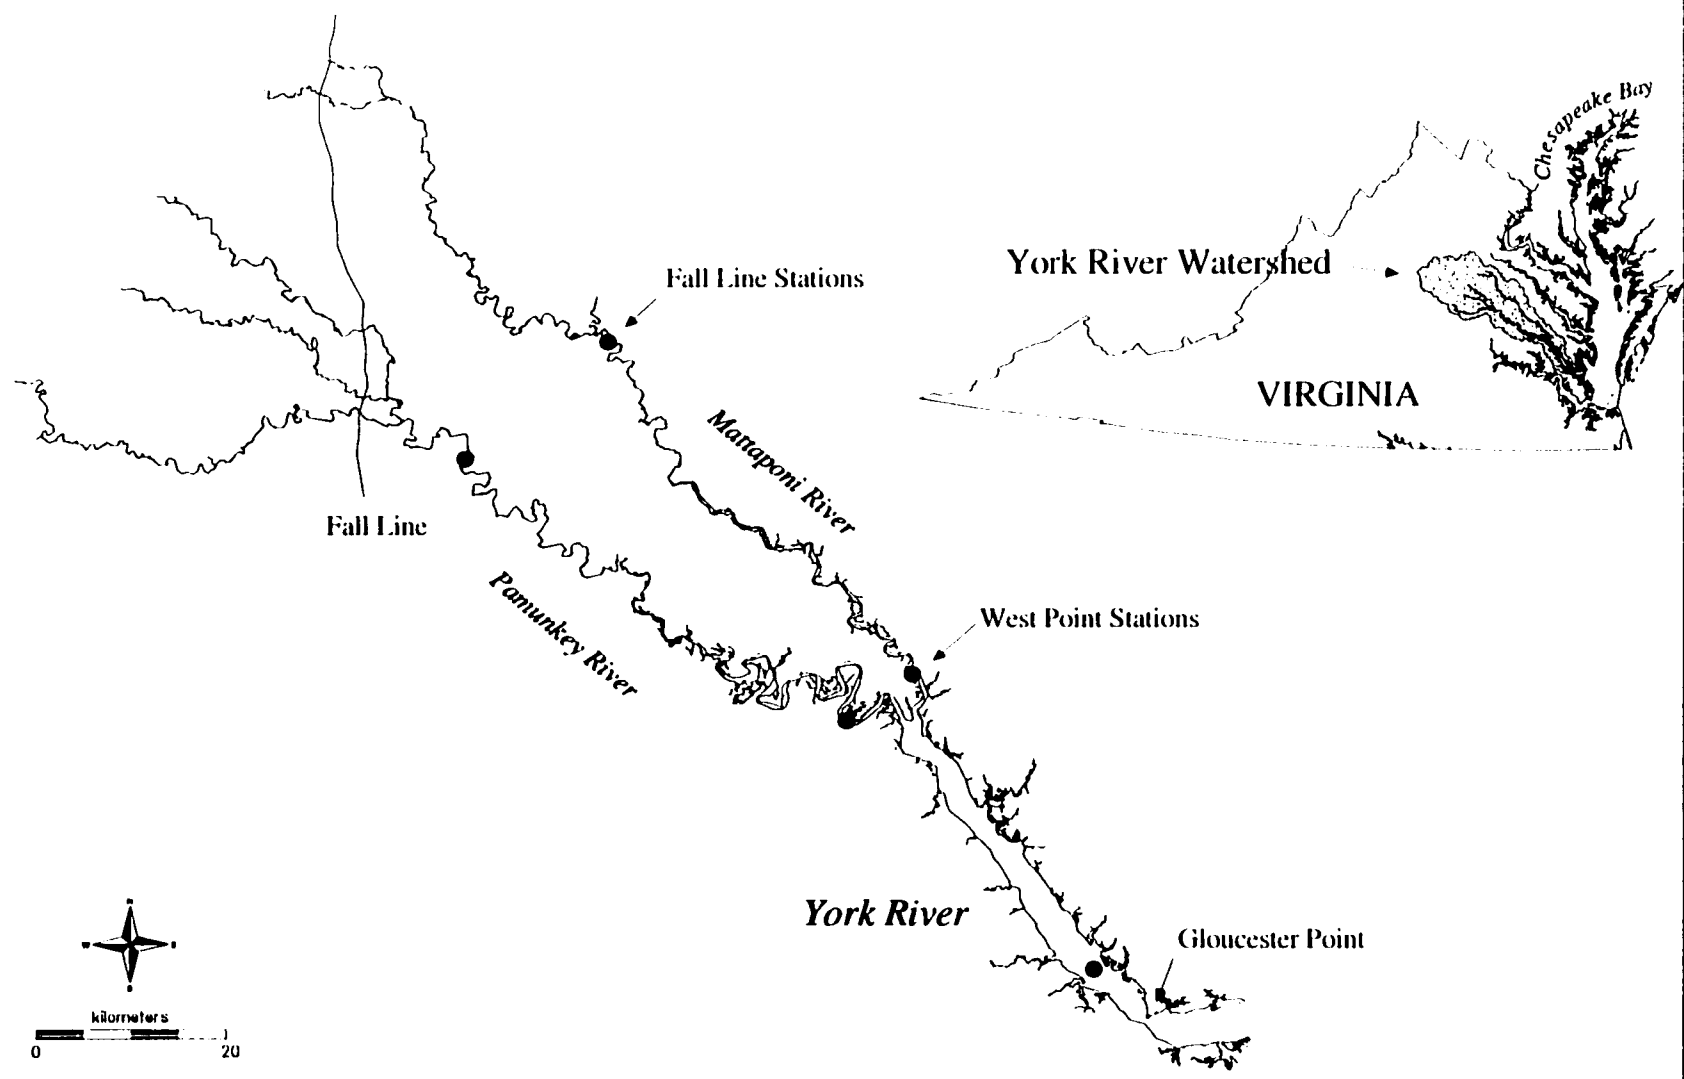 Chesapeake Bay
York River Watershed
Fall Line Stations
VIRGINIA
Mattaponi River
Fall Line
Pamunkey River
West Point Stations
York River
Gloucester Point
N
W
E
S
kilometers
0 20